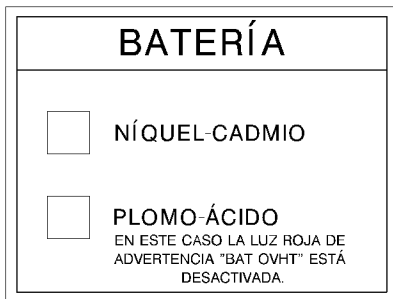 BATERÍA
NÍQUEL-CADMIO
PLOMO-ÁCIDO
EN ESTE CASO LA LUZ ROJA DE
ADVERTENCIA "BAT OVHT" ESTÁ
DESACTIVADA.